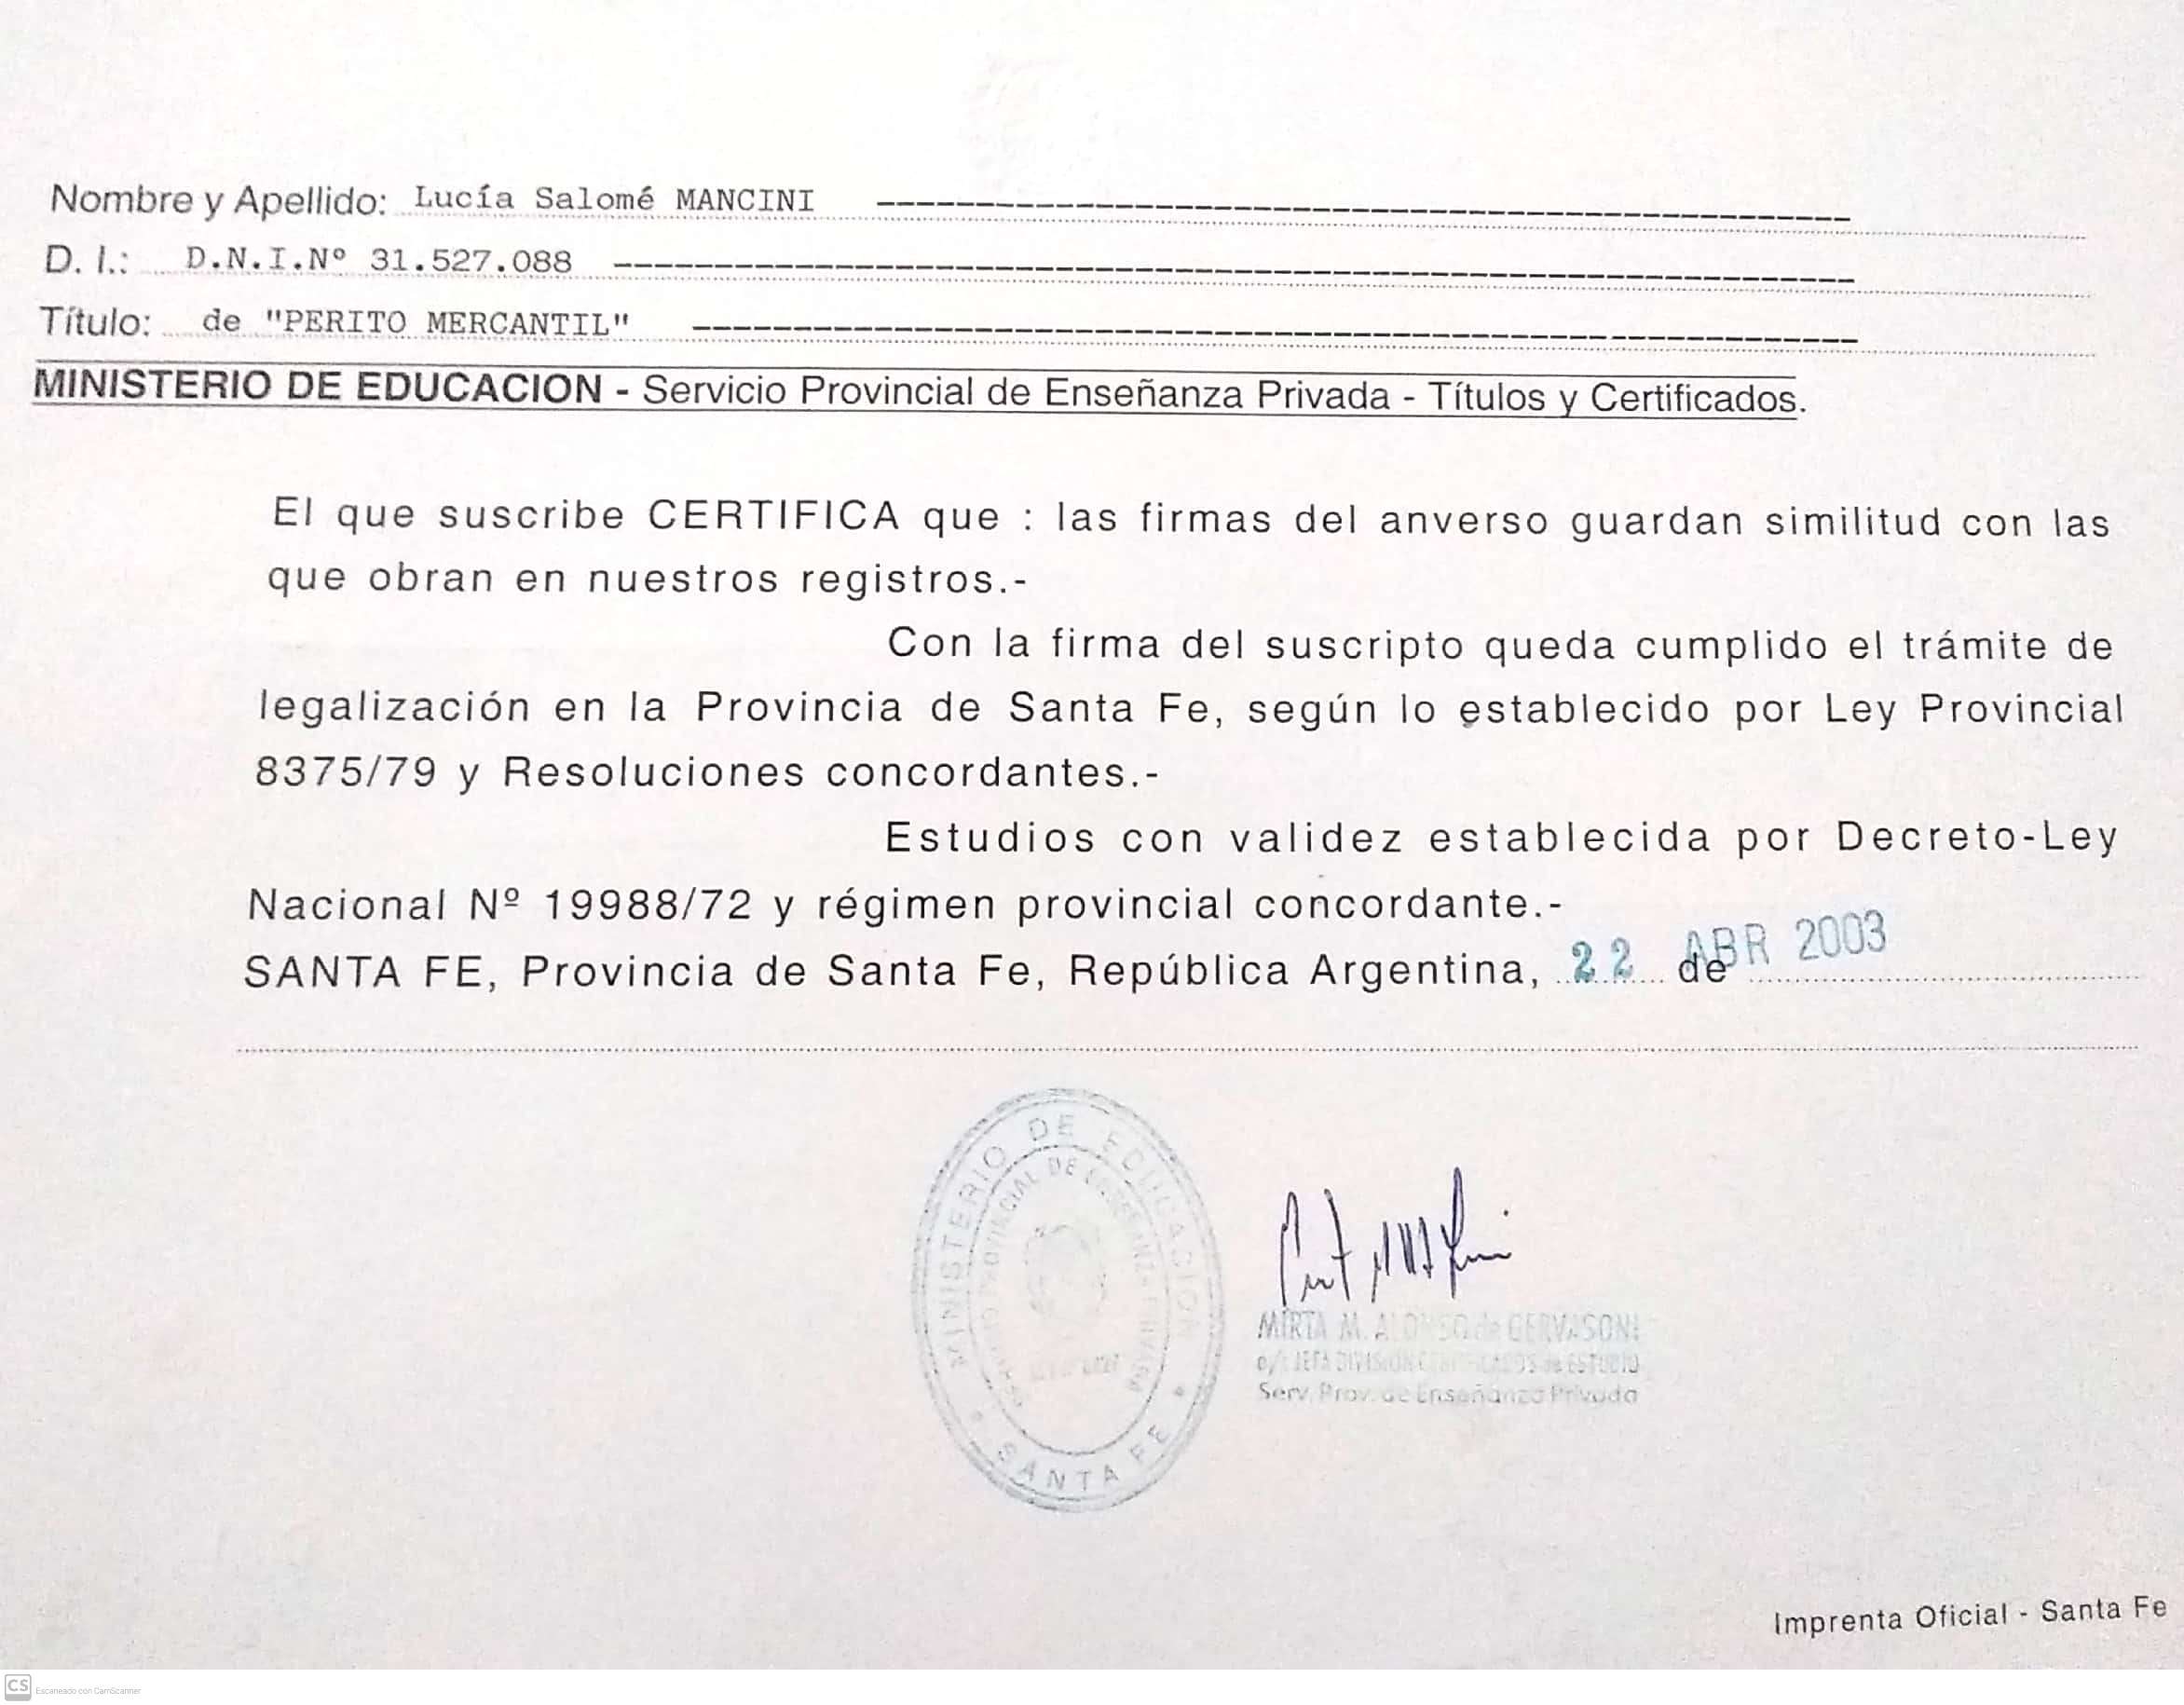 Nombre y Apellido: Lucía Salomé MANCINI
D. I.: D.N.I.Nº 31.527.088
Título: de "PERITO MERCANTIL"
MINISTERIO DE EDUCACION - Servicio Provincial de Enseñanza Privada - Títulos y Certificados.
El que suscribe CERTIFICA que : las firmas del anverso guardan similitud con las
que obran en nuestros registros.-
Con la firma del suscripto queda cumplido el trámite de
legalización en la Provincia de Santa Fe, según lo establecido por Ley Provincial
8375/79 y Resoluciones concordantes.-
Estudios con validez establecida por Decreto-Ley
Nacional Nº 19988/72 y régimen provincial concordante.-
SANTA FE, Provincia de Santa Fe, República Argentina, 22 de ABR 2003
MINISTERIO DE EDUCACION
PROVINCIAL DE ENSEÑANZA PRIVADA
SANTA FE
MIRTA M. ALONSO de GERVASONI
JEFA DIVISION de ESTUDIO
Serv. Prov. de Enseñanza Privada
Imprenta Oficial - Santa Fe
CS Escaneado con CamScanner